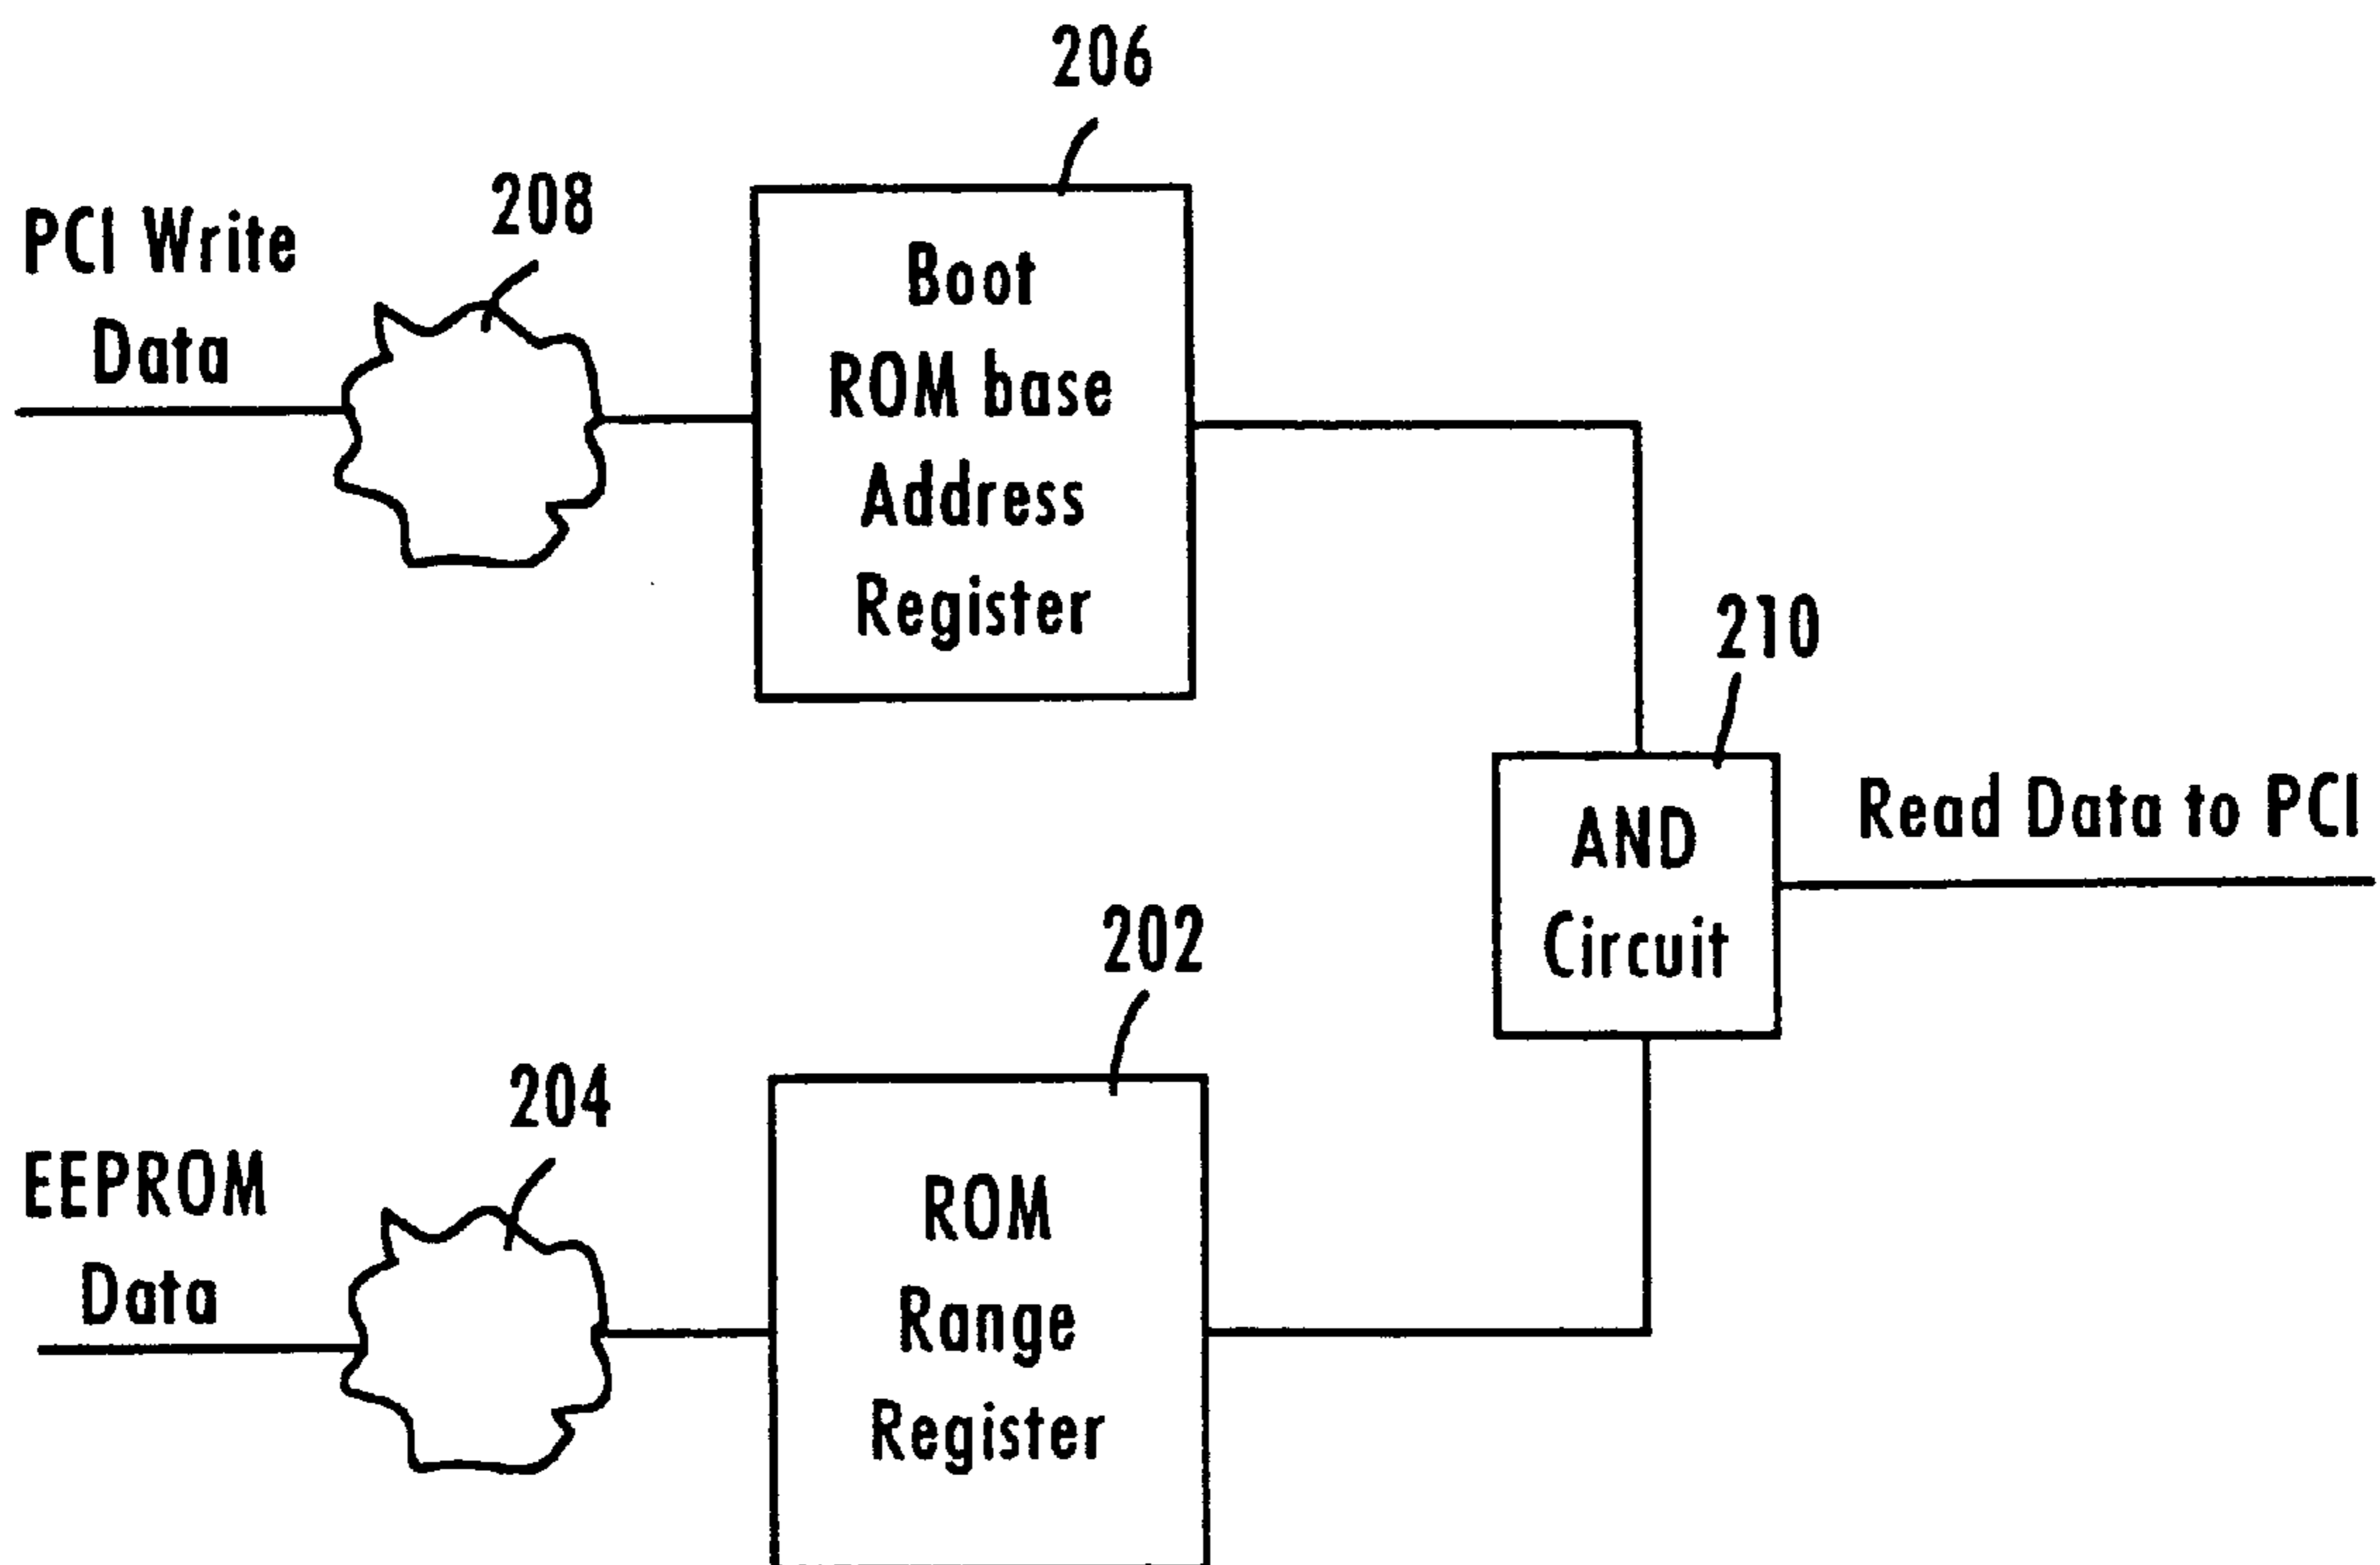 206
208
PCI Write
Data
Boot
ROM base
Address
Register
210
AND
Circuit
Read Data to PCI
202
204
EEPROM
Data
ROM
Range
Register